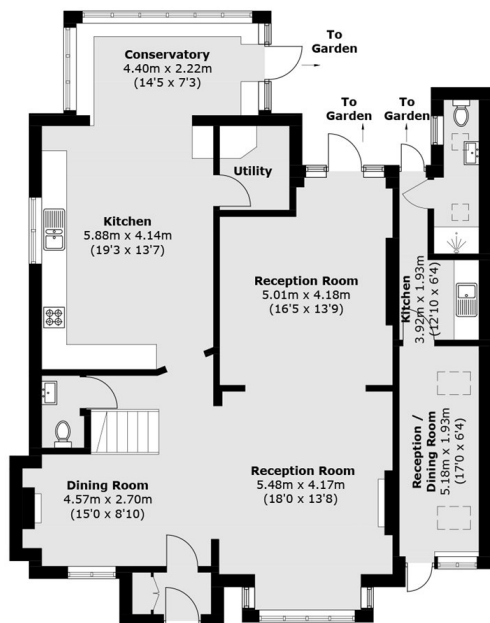 To
Garden
Conservatory
4.40m x 2.22m
(14'5 x 7'3)
To
Garden
To
Garden
Utility
Kitchen
5.88m x 4.14m
(19'3 x 13'7)
Reception Room
5.01m x 4.18m
(16'5 x 13'9)
Kitchen
3.92m x 1.93m
(12'10 x 6'4)
Reception /
Dining Room
5.18m x 1.93m
(17'0 x 6'4)
Dining Room
4.57m x 2.70m
(15'0 x 8'10)
Reception Room
5.48m x 4.17m
(18'0 x 13'8)